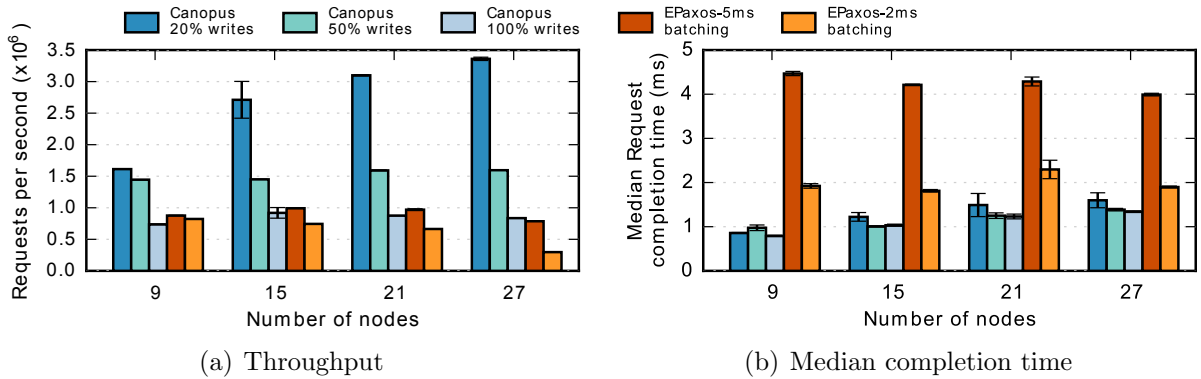 Canopus
20% writes
Canopus
50% writes
Canopus
100% writes
EPaxos-5ms
batching
EPaxos-2ms
batching
Requests per second (x10⁶)
3.5
3.0
2.5
2.0
1.5
1.0
0.5
0.0
9 15 21 27
Number of nodes
(a) Throughput
Median Request
completion time (ms)
5
4
3
2
1
0
9 15 21 27
Number of nodes
(b) Median completion time